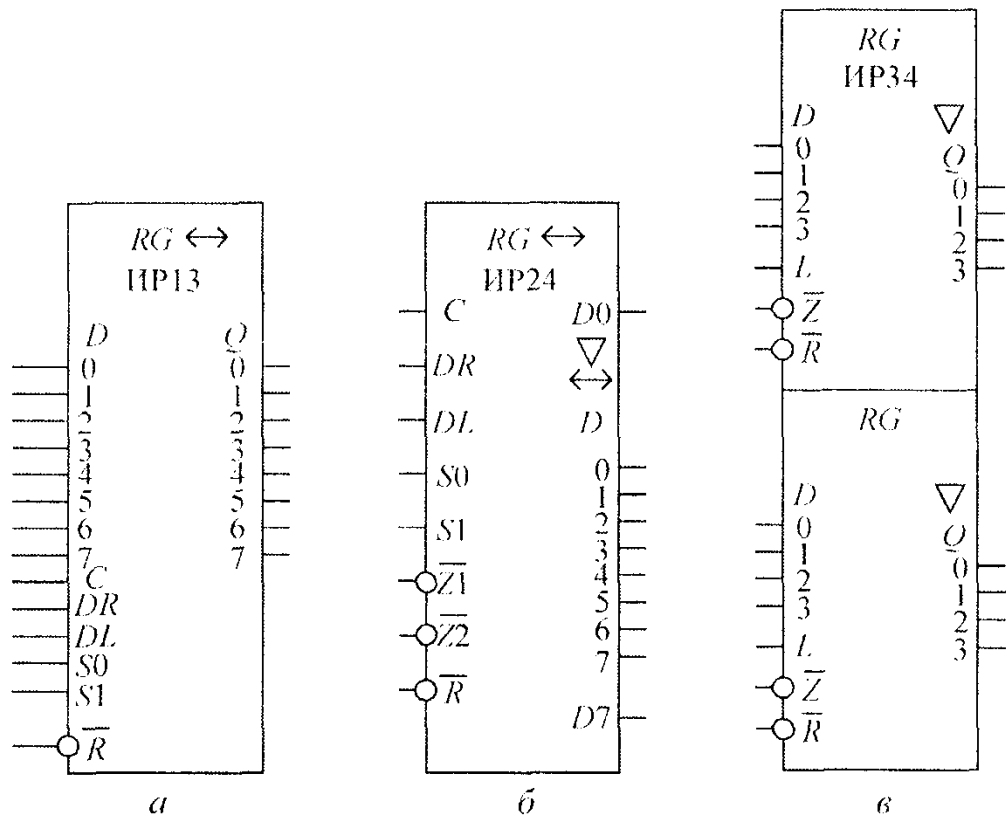 RG ↔
ИР13
D Q
0 0
1 1
2 2
3 3
4 4
5 5
6 6
7 7
C
DR
DL
S0
S1
R̅
а
RG ↔
ИР24
C D0
▽
DR ↔
DL D
S0 0
1
S1 2
3
Z̅1̅ 4
5
Z̅2̅ 6
7
R̅
D7
б
RG
ИР34
D ▽
0 Q
1 0
2 1
3 2
L 3
Z̅
R̅
RG
D ▽
0 Q
1 0
2 1
3 2
L 3
Z̅
R̅
в